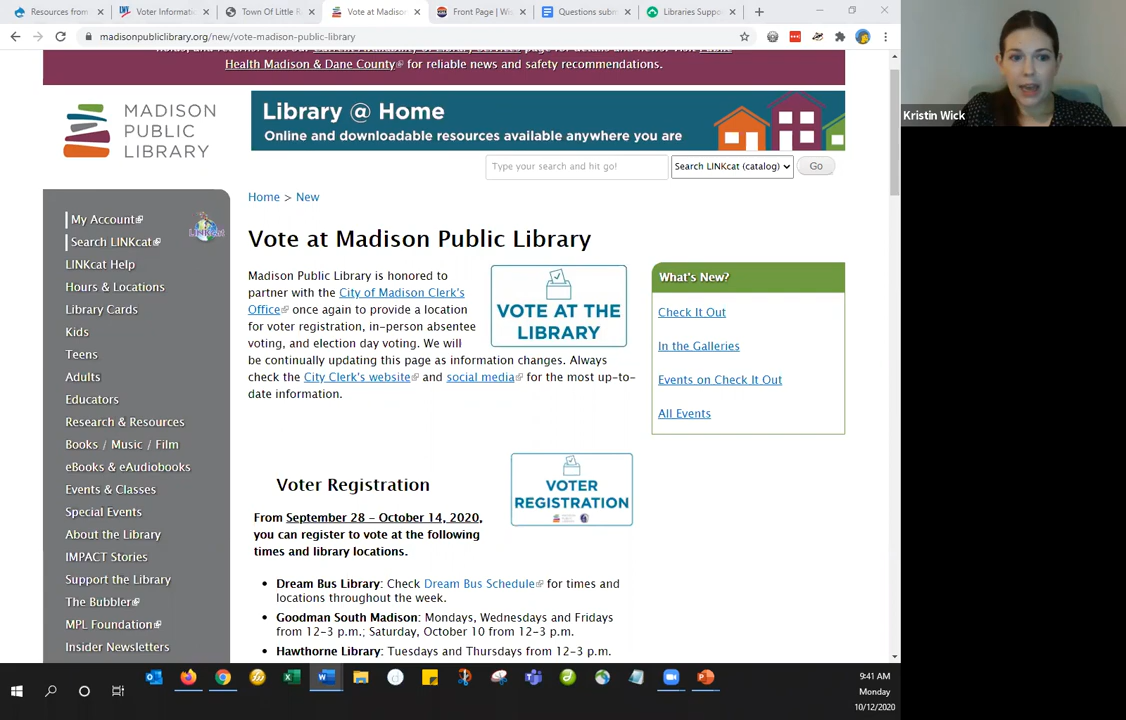 Resources from
Voter Informati
Town Of Little R
Vote at Madiso
Front Page | Wi
Questions subm
Libraries Suppo
madisonpubliclibrary.org/new/vote-madison-public-library
Health Madison & Dane County for reliable news and safety recommendations.
MADISON
PUBLIC
LIBRARY
Library @ Home
Online and downloadable resources available anywhere you are
Type your search and hit go!
Search LINKcat (catalog)
Go
Home > New
My Account
Search LINKcat
LINKcat
LINKcat Help
Hours & Locations
Library Cards
Kids
Teens
Adults
Educators
Research & Resources
Books / Music / Film
eBooks & eAudiobooks
Events & Classes
Special Events
About the Library
IMPACT Stories
Support the Library
The Bubbler
MPL Foundation
Insider Newsletters
Vote at Madison Public Library
Madison Public Library is honored to
partner with the City of Madison Clerk's
Office once again to provide a location
for voter registration, in-person absentee
voting, and election day voting. We will
be continually updating this page as information changes. Always
check the City Clerk's website and social media for the most up-to-
date information.
VOTE AT THE
LIBRARY
What's New?
Check It Out
In the Galleries
Events on Check It Out
All Events
Voter Registration
VOTER
REGISTRATION
From September 28 – October 14, 2020,
you can register to vote at the following
times and library locations.
• Dream Bus Library: Check Dream Bus Schedule for times and
locations throughout the week.
• Goodman South Madison: Mondays, Wednesdays and Fridays
from 12-3 p.m.; Saturday, October 10 from 12-3 p.m.
• Hawthorne Library: Tuesdays and Thursdays from 12-3 p.m.
Kristin Wick
9:41 AM
Monday
10/12/2020